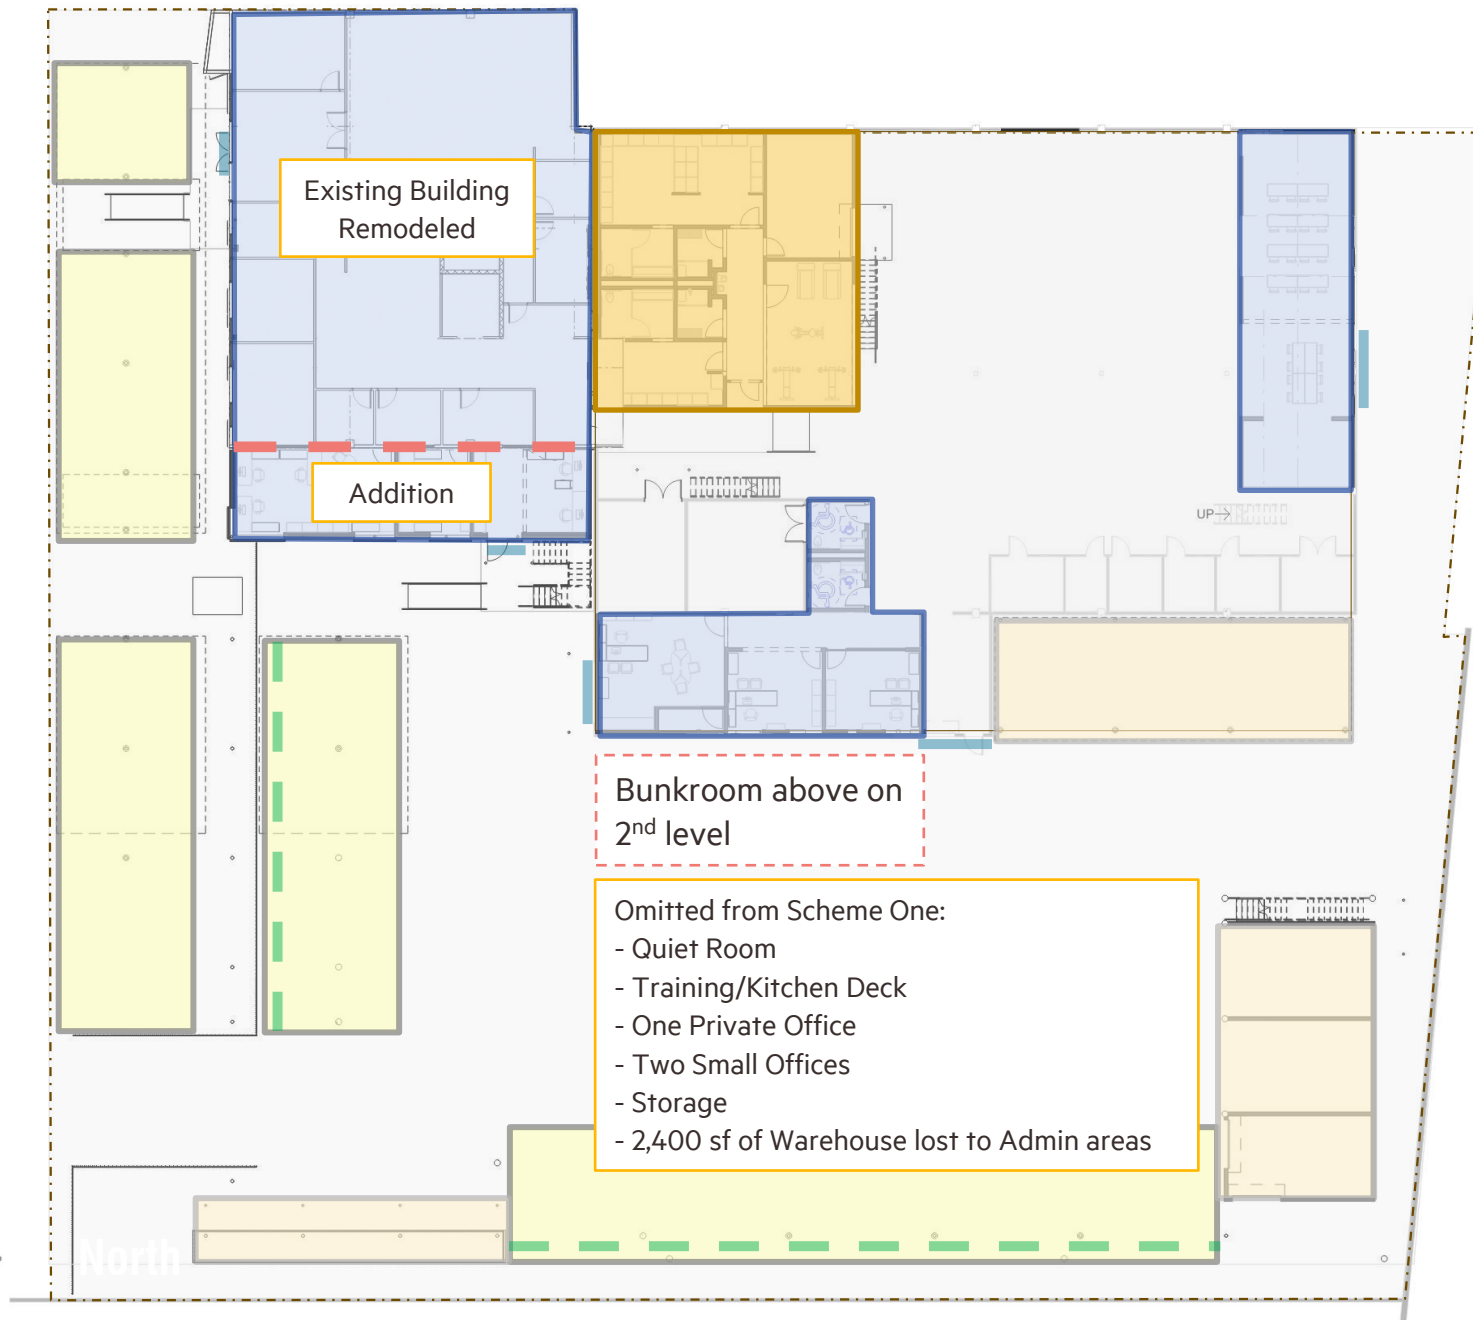 Existing Building
Remodeled
Addition
UP
Bunkroom above on
2nd level
Omitted from Scheme One:
- Quiet Room
- Training/Kitchen Deck
- One Private Office
- Two Small Offices
- Storage
- 2,400 sf of Warehouse lost to Admin areas
North